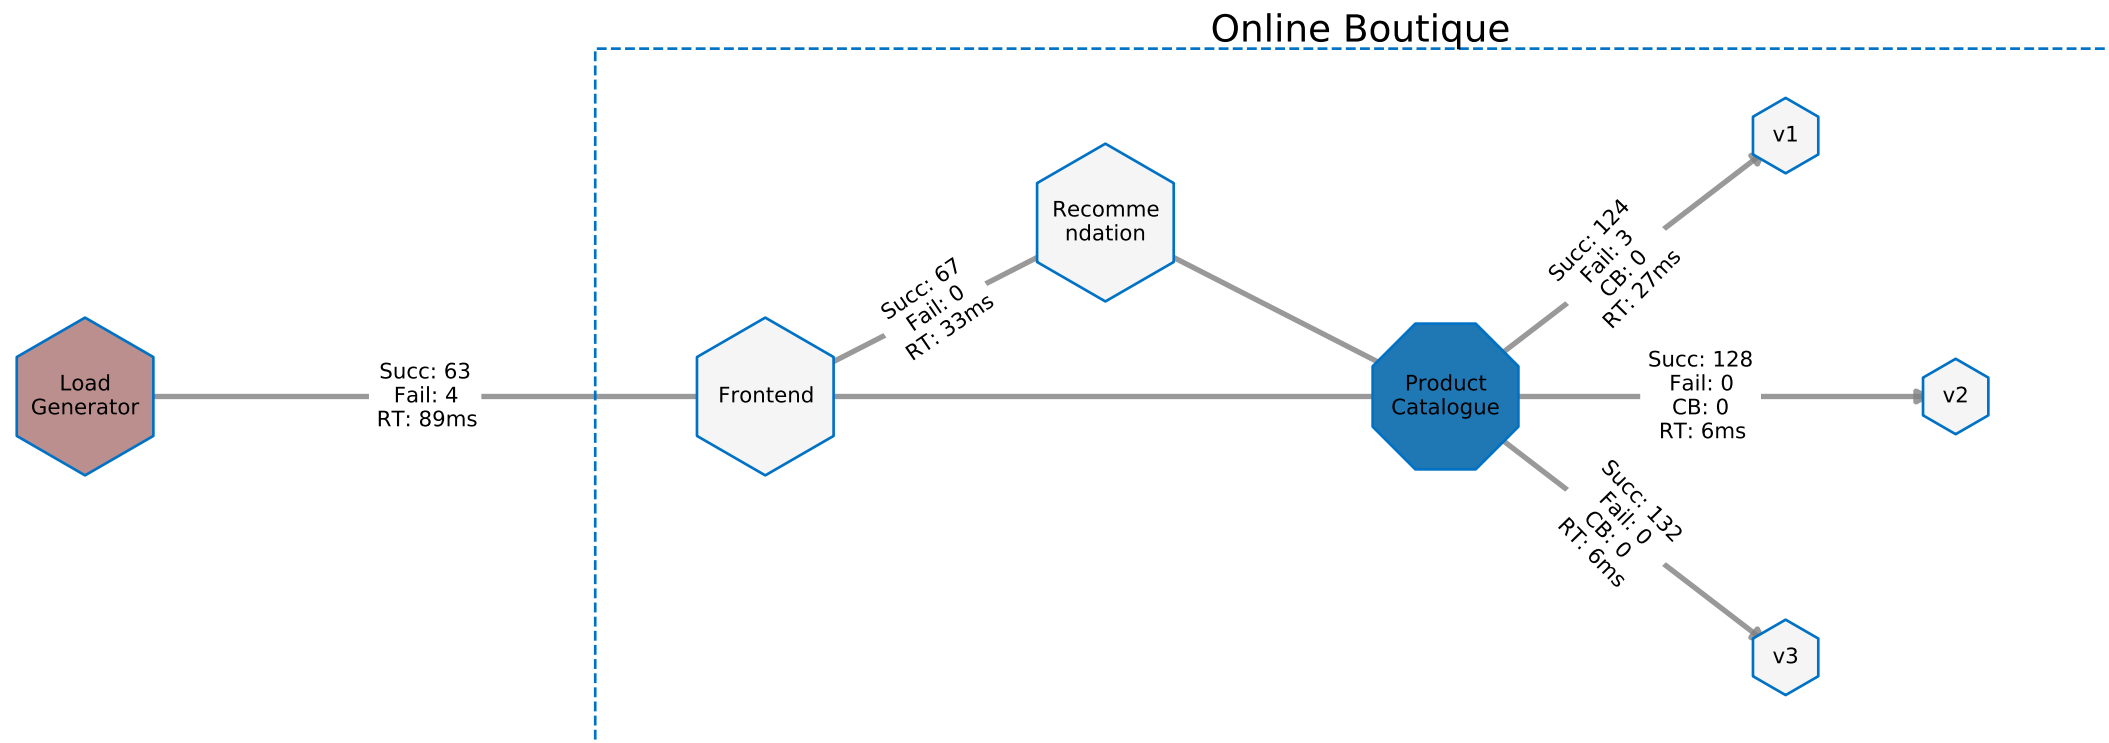 Online Boutique
Load
Generator
Succ: 63
Fail: 4
RT: 89ms
Frontend
Succ: 67
Fail: 0
RT: 33ms
Recomme
ndation
Product
Catalogue
Succ: 124
Fail: 3
CB: 0
RT: 27ms
v1
Succ: 128
Fail: 0
CB: 0
RT: 6ms
v2
Succ: 132
Fail: 0
CB: 0
RT: 6ms
v3